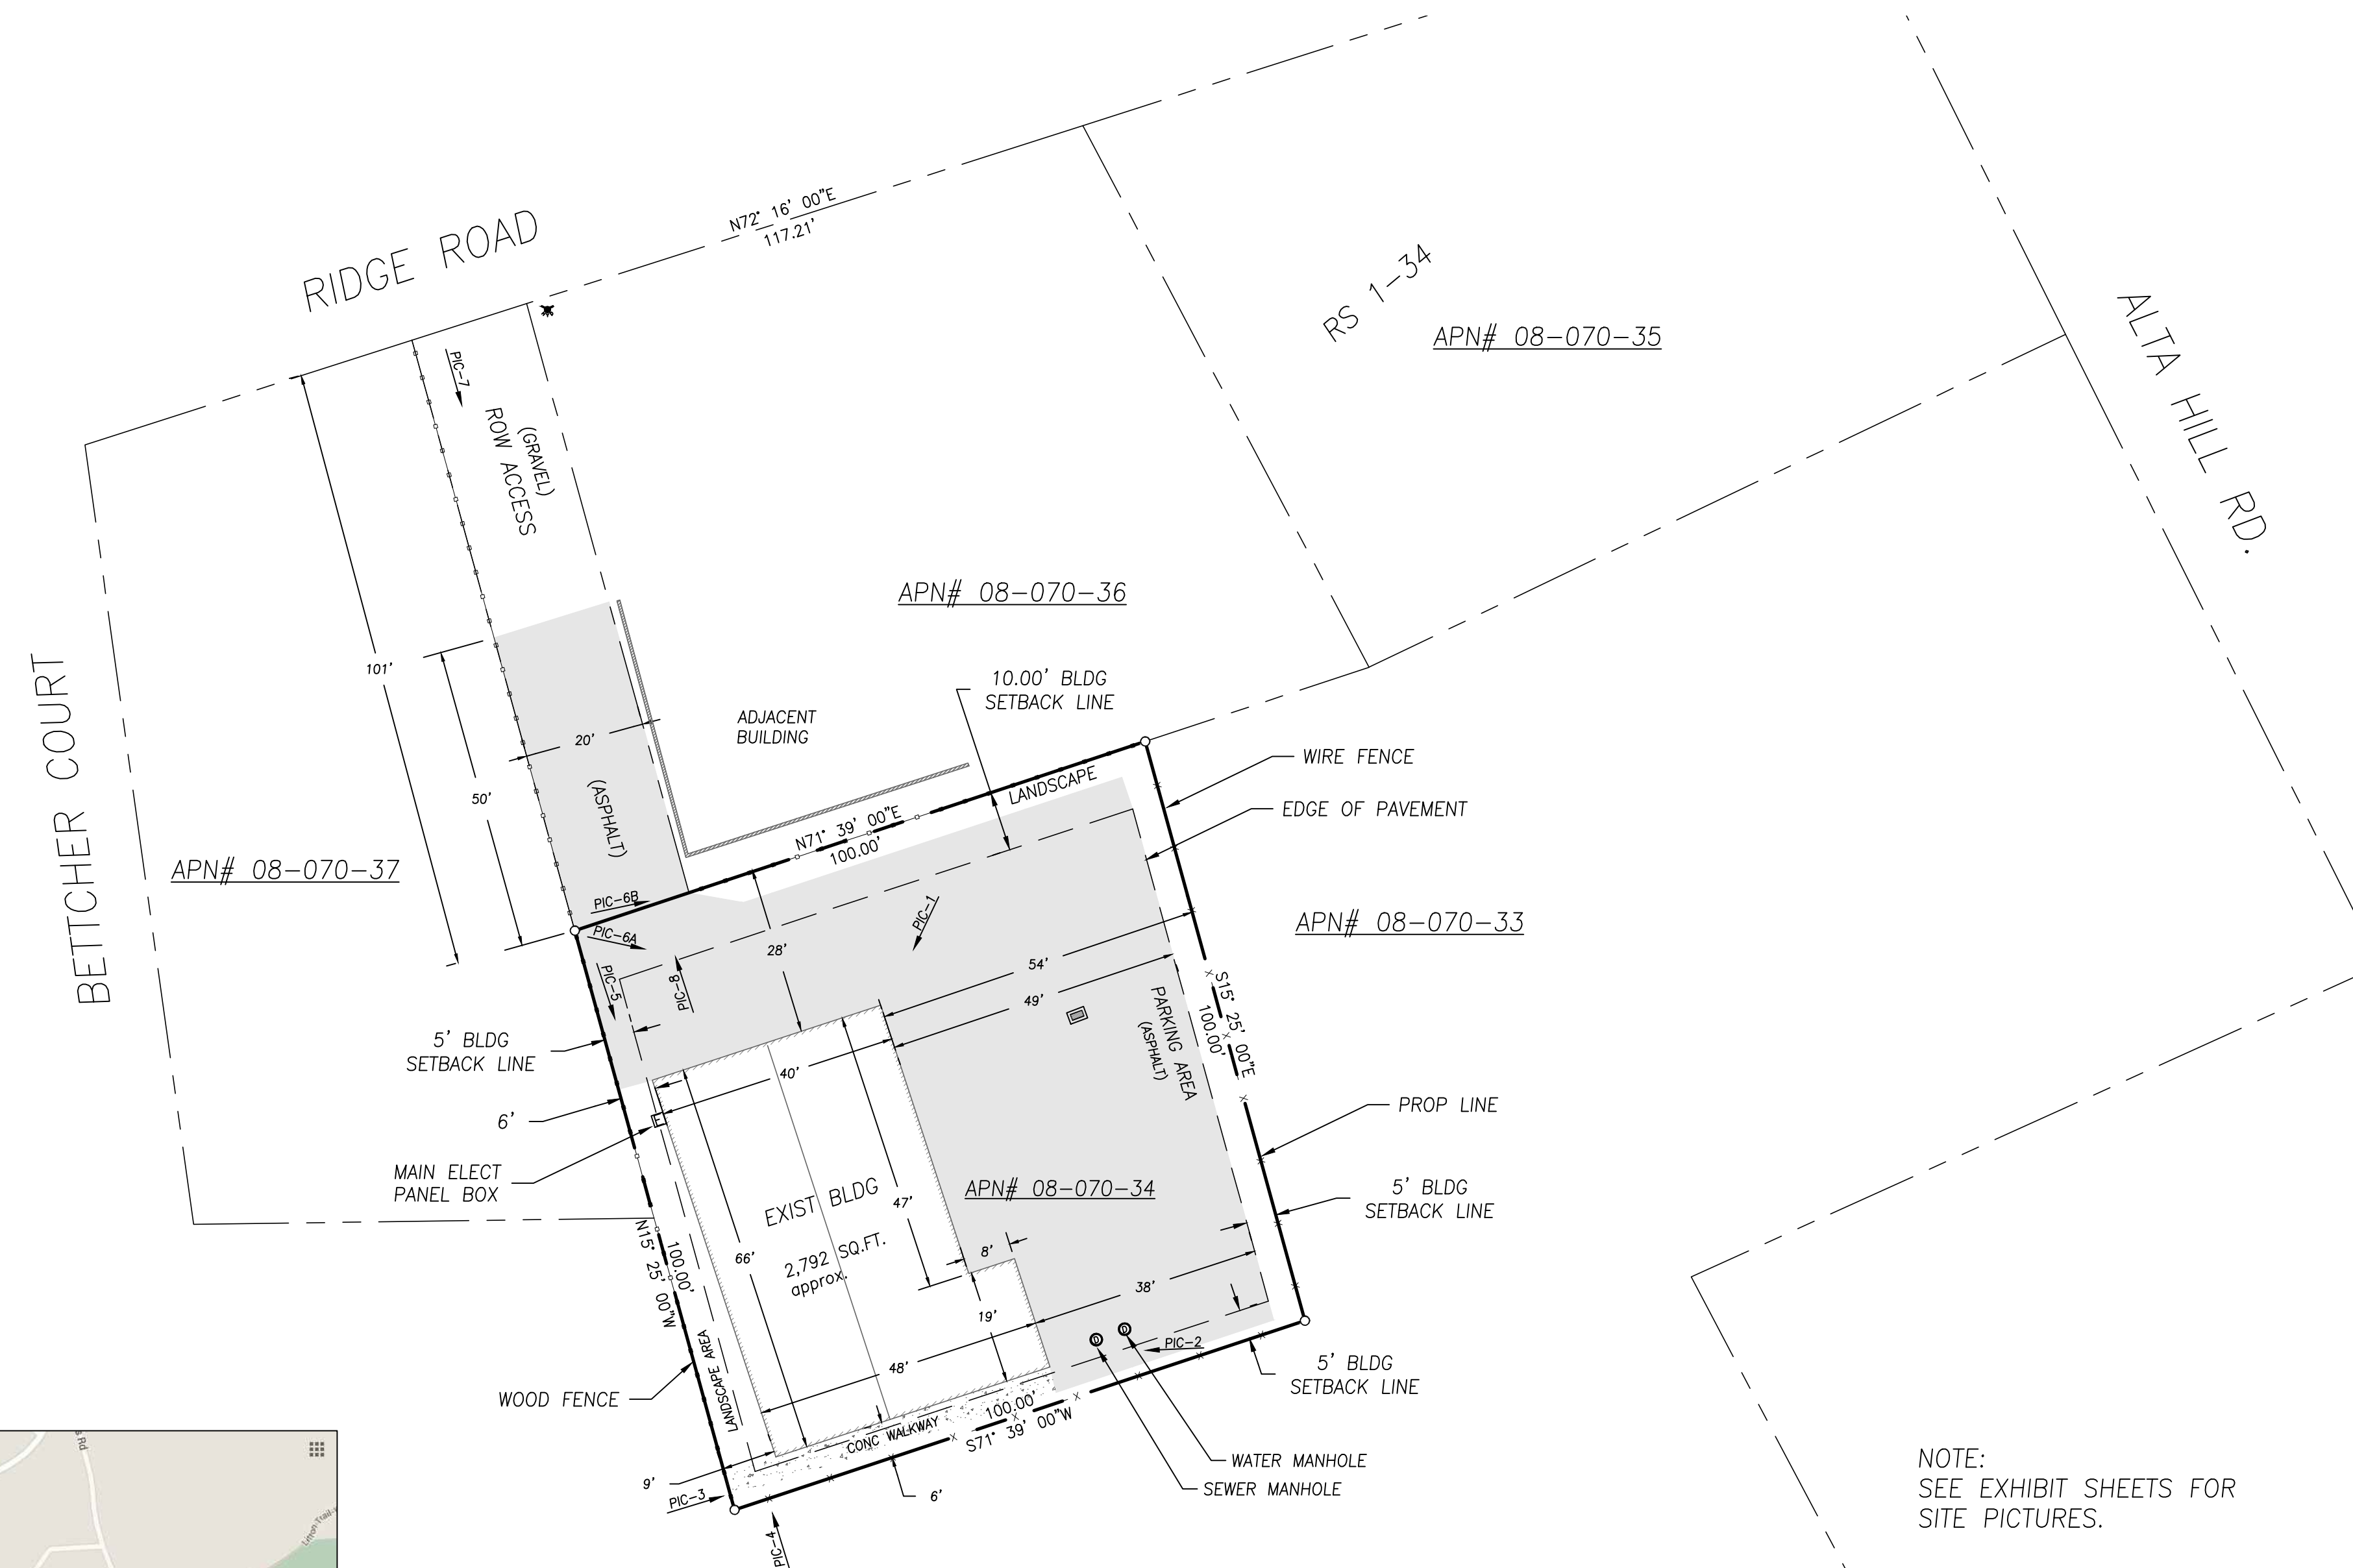 RIDGE ROAD
N72° 16' 00"E
117.21'
RS 1-34
APN# 08-070-35
ALTA HILL RD.
PIC-7
(GRAVEL)
ROW ACCESS
APN# 08-070-36
101'
10.00' BLDG
SETBACK LINE
ADJACENT
BUILDING
20'
50'
(ASPHALT)
BETTCHER COURT
APN# 08-070-37
N71° 39' 00"E
100.00'
LANDSCAPE
WIRE FENCE
EDGE OF PAVEMENT
APN# 08-070-33
PIC-6B
PIC-6A
PIC-5
PIC-8
PIC-1
28'
54'
49'
S15° 25' 00"E
100.00'
PARKING AREA
(ASPHALT)
5' BLDG
SETBACK LINE
40'
6'
E
MAIN ELECT
PANEL BOX
PROP LINE
APN# 08-070-34
5' BLDG
SETBACK LINE
EXIST BLDG
2,792 SQ.FT.
approx.
47'
66'
8'
N15° 25' 00"W
100.00'
38'
19'
48'
D
D
PIC-2
5' BLDG
SETBACK LINE
WOOD FENCE
LANDSCAPE AREA
CONC WALKWAY
100.00'
S71° 39' 00"W
WATER MANHOLE
SEWER MANHOLE
9'
PIC-3
6'
PIC-4
NOTE:
SEE EXHIBIT SHEETS FOR
SITE PICTURES.
s Rd